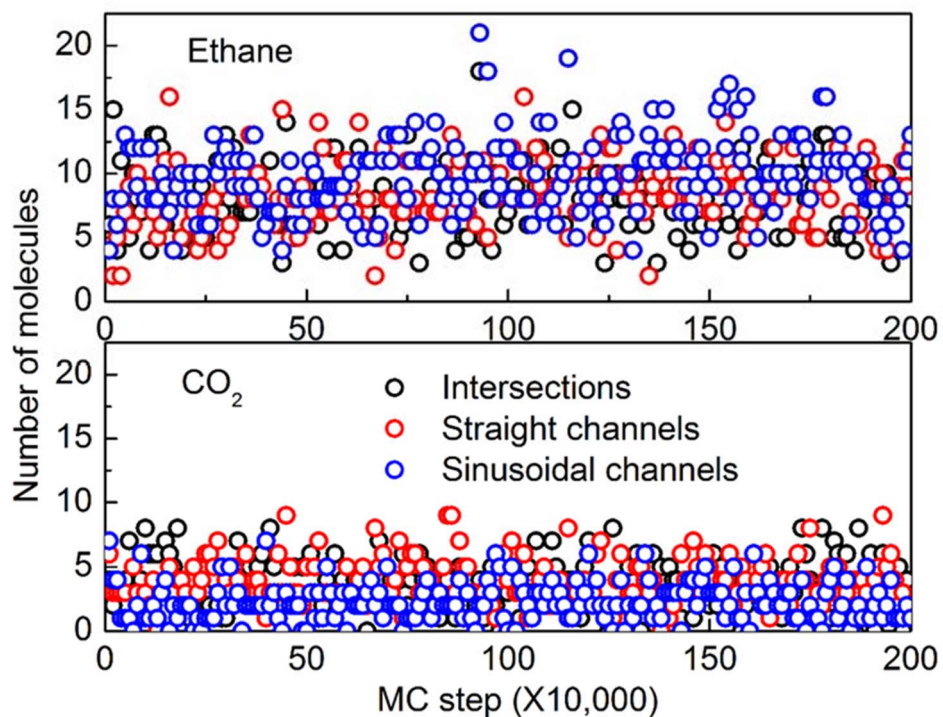 Number of molecules
20
15
10
5
0
Ethane
0 50 100 150 200
20
15
10
5
0
CO₂
Intersections
Straight channels
Sinusoidal channels
0 50 100 150 200
MC step (X10,000)